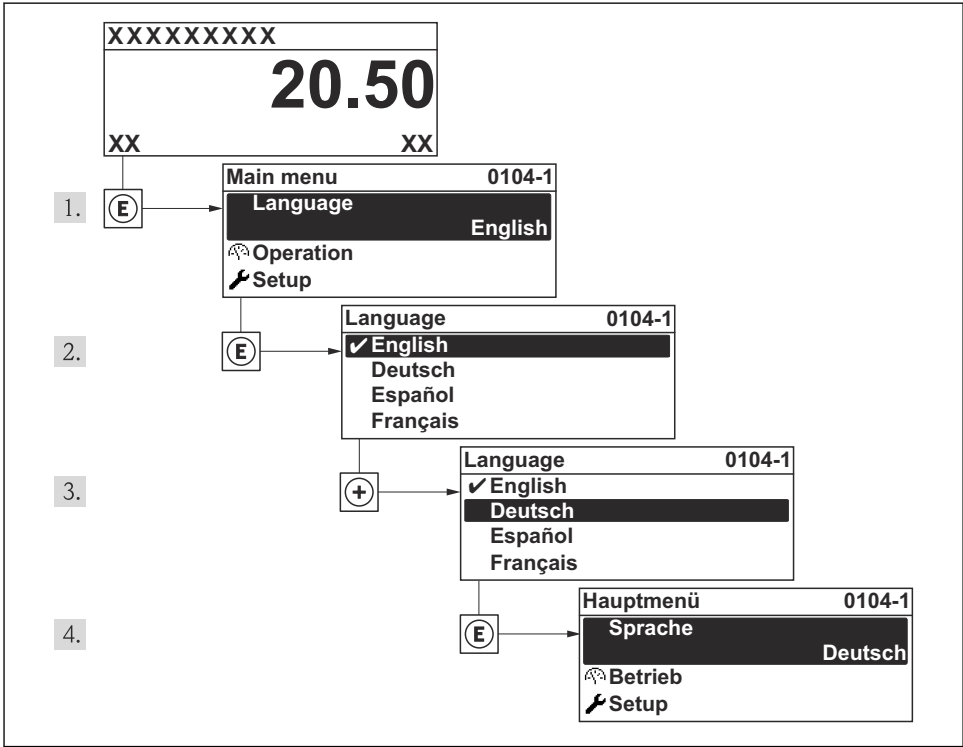 XXXXXXXXX
20.50
XX XX
Main menu 0104-1
1. E
Language
English
Operation
Setup
Language 0104-1
2. E
✔ English
Deutsch
Español
Français
Language 0104-1
3. +
✔ English
Deutsch
Español
Français
Hauptmenü 0104-1
4. E
Sprache
Deutsch
Betrieb
Setup